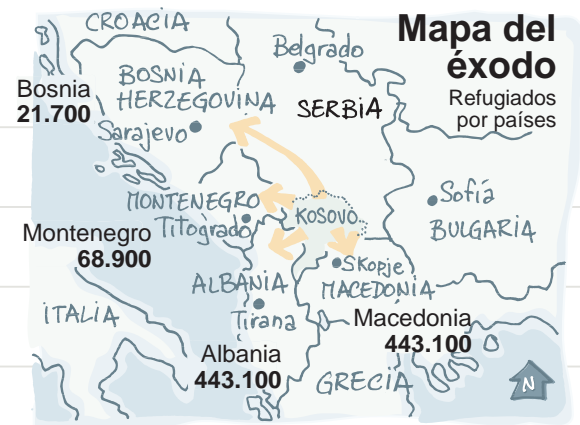 Mapa del
éxodo
Refugiados
por países
CROACIA
Belgrado
BOSNIA
HERZEGOVINA
Bosnia
21.700
SERBIA
Sarajevo
MONTENEGRO
Titogrado
KOSOVO
Sofía
BULGARIA
Montenegro
68.900
Skopje
MACEDONIA
ALBANIA
Tirana
ITALIA
Macedonia
443.100
Albania
443.100
GRECIA
N